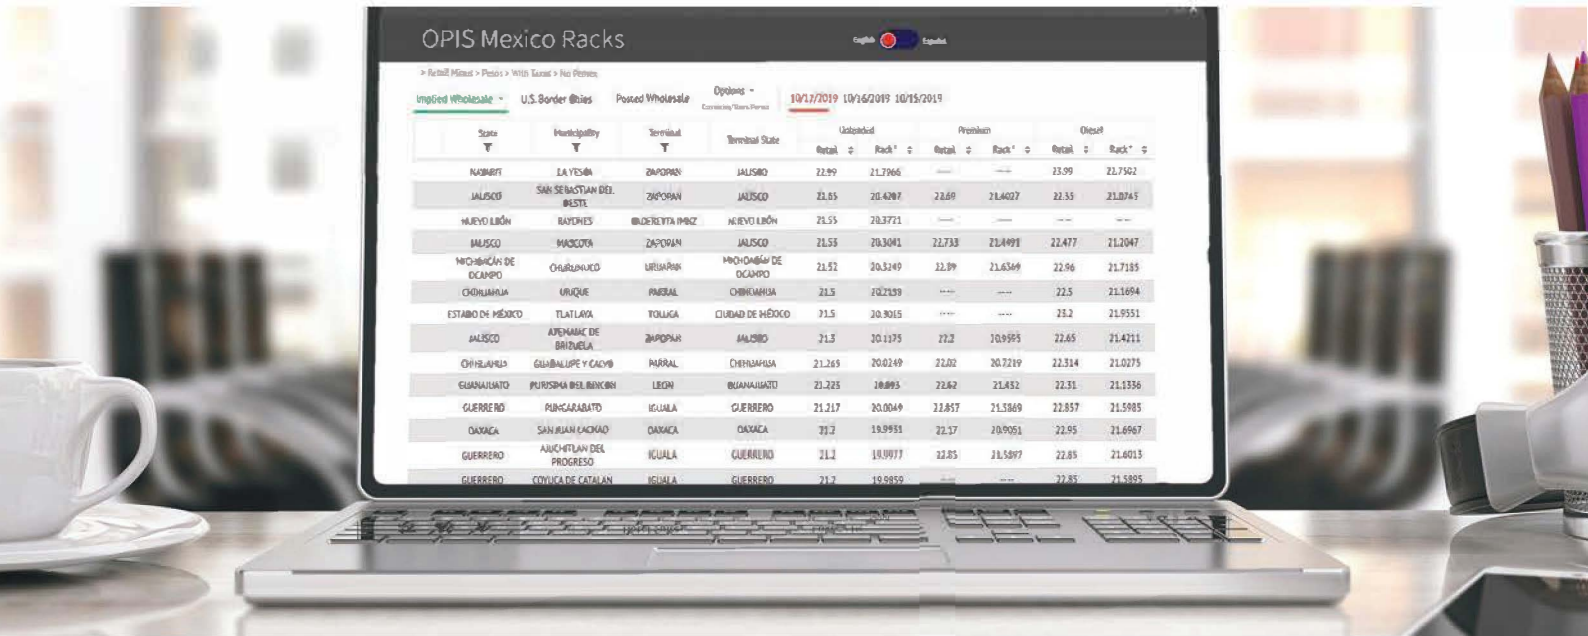 OPIS Mexico Racks
English Español
> Retail Minus > Pesos > With Taxes > No Permex
Implied Wholesale U.S. Border Cities Posted Wholesale Options 10/17/2019 10/16/2019 10/15/2019
State Municipality Terminal Terminal State Unleaded Premium Diesel
Retail Rack* Retail Rack* Retail Rack*
NAYARIT LA YESCA ZAPOPAN JALISCO 22.99 21.7966 ---- ---- 23.99 22.7502
JALISCO SAN SEBASTIAN DEL OESTE ZAPOPAN JALISCO 21.65 20.4287 22.69 21.4027 22.35 21.0745
NUEVO LEÓN RAYONES NUEVO LEÓN 21.55 20.3721 ---- ---- ---- ----
JALISCO MASCOTA ZAPOPAN JALISCO 21.53 20.3041 22.733 21.4491 22.477 21.2047
MICHOACÁN DE OCAMPO CHURUMUCO URUAPAN MICHOACÁN DE OCAMPO 21.52 20.3249 22.89 21.6369 22.96 21.7185
CHIHUAHUA URIQUE PARRAL CHIHUAHUA 21.5 ---- ---- 22.5 21.1694
ESTADO DE MÉXICO TLATLAYA TOLUCA CIUDAD DE MÉXICO 21.5 20.3015 ---- ---- 23.2 21.9551
JALISCO ATENGUILLO ZAPOPAN JALISCO 21.3 20.1175 22.2 20.9595 22.65 21.4211
CHIHUAHUA GUADALUPE Y CALVO PARRAL CHIHUAHUA 21.265 20.0249 22.02 20.7219 22.314 21.0275
GUANAJUATO PURISIMA DEL RINCON LEON GUANAJUATO 21.225 22.62 21.432 22.31 21.1336
GUERRERO PUNGARABATO IGUALA GUERRERO 21.217 20.0049 22.857 21.5869 22.857 21.5985
OAXACA SAN JUAN CACAO OAXACA OAXACA 21.2 19.9931 22.17 20.9051 22.95 21.6967
GUERRERO AJUCHITLAN DEL PROGRESO IGUALA GUERRERO 21.2 19.9977 22.85 21.5897 22.85 21.6013
GUERRERO COYUCA DE CATALAN IGUALA GUERRERO 21.2 19.9859 ---- ---- 22.85 21.5895